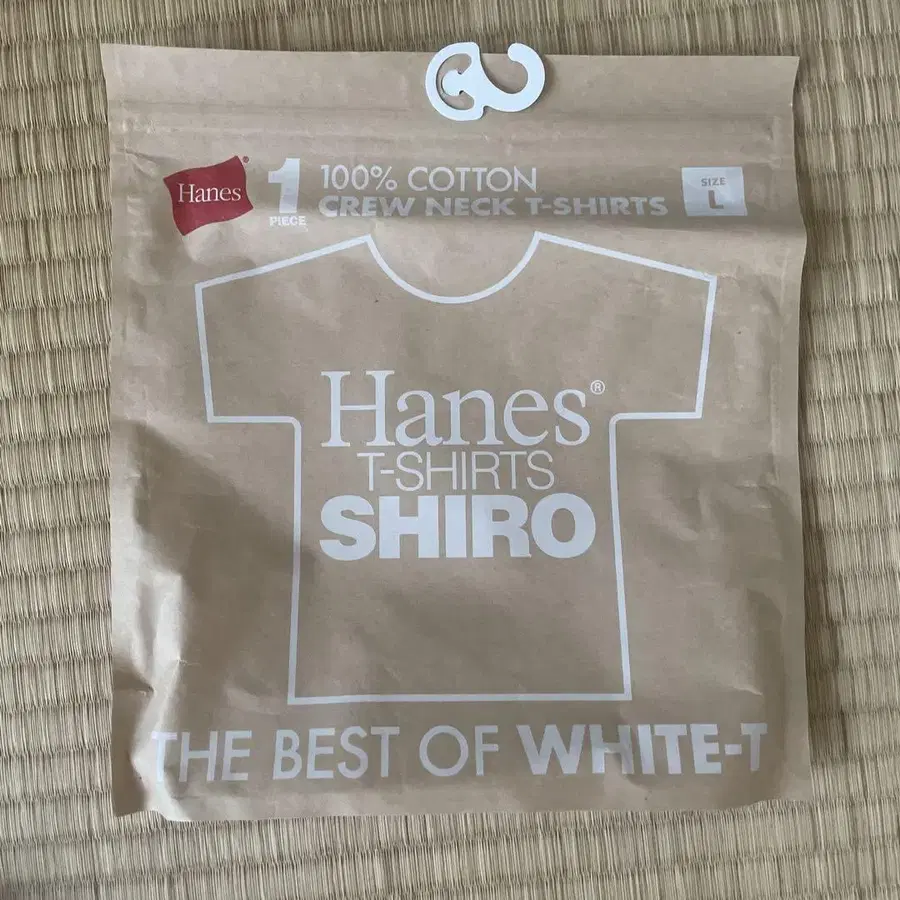 Hanes®
1
PIECE
100% COTTON
CREW NECK T-SHIRTS
SIZE
L
Hanes®
T-SHIRTS
SHIRO
THE BEST OF WHITE-T